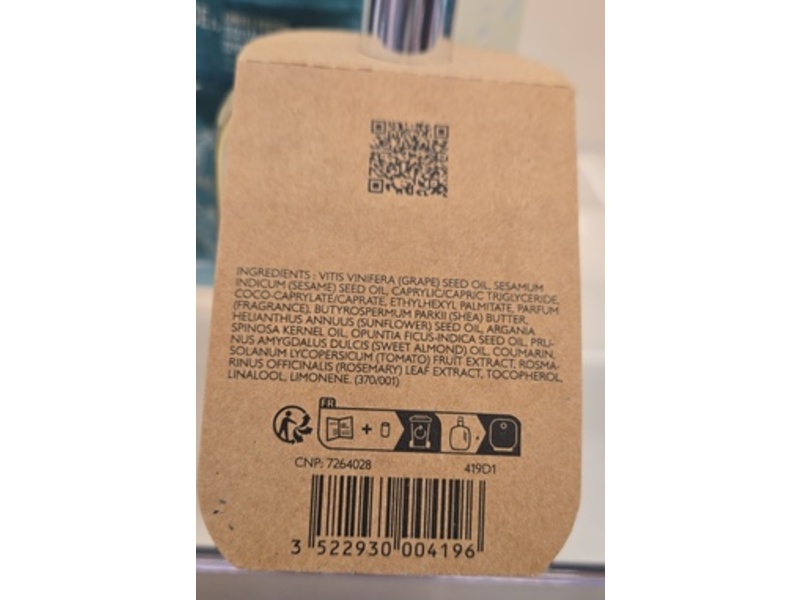 INGREDIENTS : VITIS VINIFERA (GRAPE) SEED OIL, SESAMUM
INDICUM (SESAME) SEED OIL, CAPRYLIC/CAPRIC TRIGLYCERIDE,
COCO-CAPRYLATE/CAPRATE, ETHYLHEXYL PALMITATE, PARFUM
(FRAGRANCE), BUTYROSPERMUM PARKII (SHEA) BUTTER,
HELIANTHUS ANNUUS (SUNFLOWER) SEED OIL, ARGANIA
SPINOSA KERNEL OIL, OPUNTIA FICUS-INDICA SEED OIL, PRU-
NUS AMYGDALUS DULCIS (SWEET ALMOND) OIL, COUMARIN,
SOLANUM LYCOPERSICUM (TOMATO) FRUIT EXTRACT, ROSMA-
RINUS OFFICINALIS (ROSEMARY) LEAF EXTRACT, TOCOPHEROL,
LINALOOL, LIMONENE. (370/001)
FR
CNP: 7264028 419D1
3 522930 004196